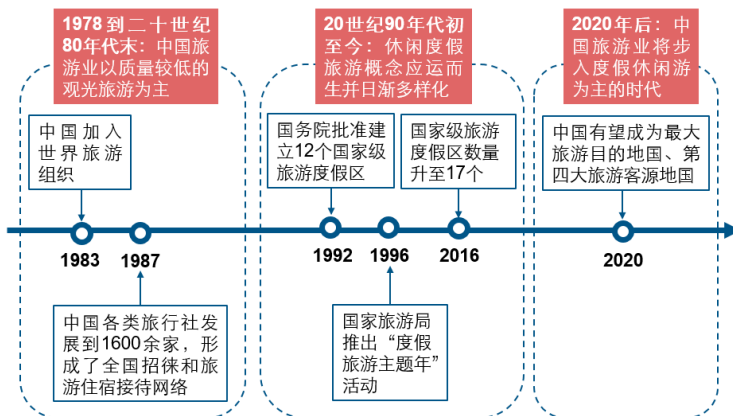 1978到二十世纪
80年代末：中国旅
游业以质量较低的
观光旅游为主
20世纪90年代初
至今：休闲度假
旅游概念应运而
生并日渐多样化
2020年后：中
国旅游业将步
入度假休闲游
为主的时代
中国加入
世界旅游
组织
国务院批准建
立12个国家级
旅游度假区
国家级旅游
度假区数量
升至17个
中国有望成为最大
旅游目的地国、第
四大旅游客源地国
1983
1987
1992
1996
2016
2020
中国各类旅行社发
展到1600余家，形
成了全国招徕和旅
游住宿接待网络
国家旅游局
推出“度假
旅游主题年”
活动